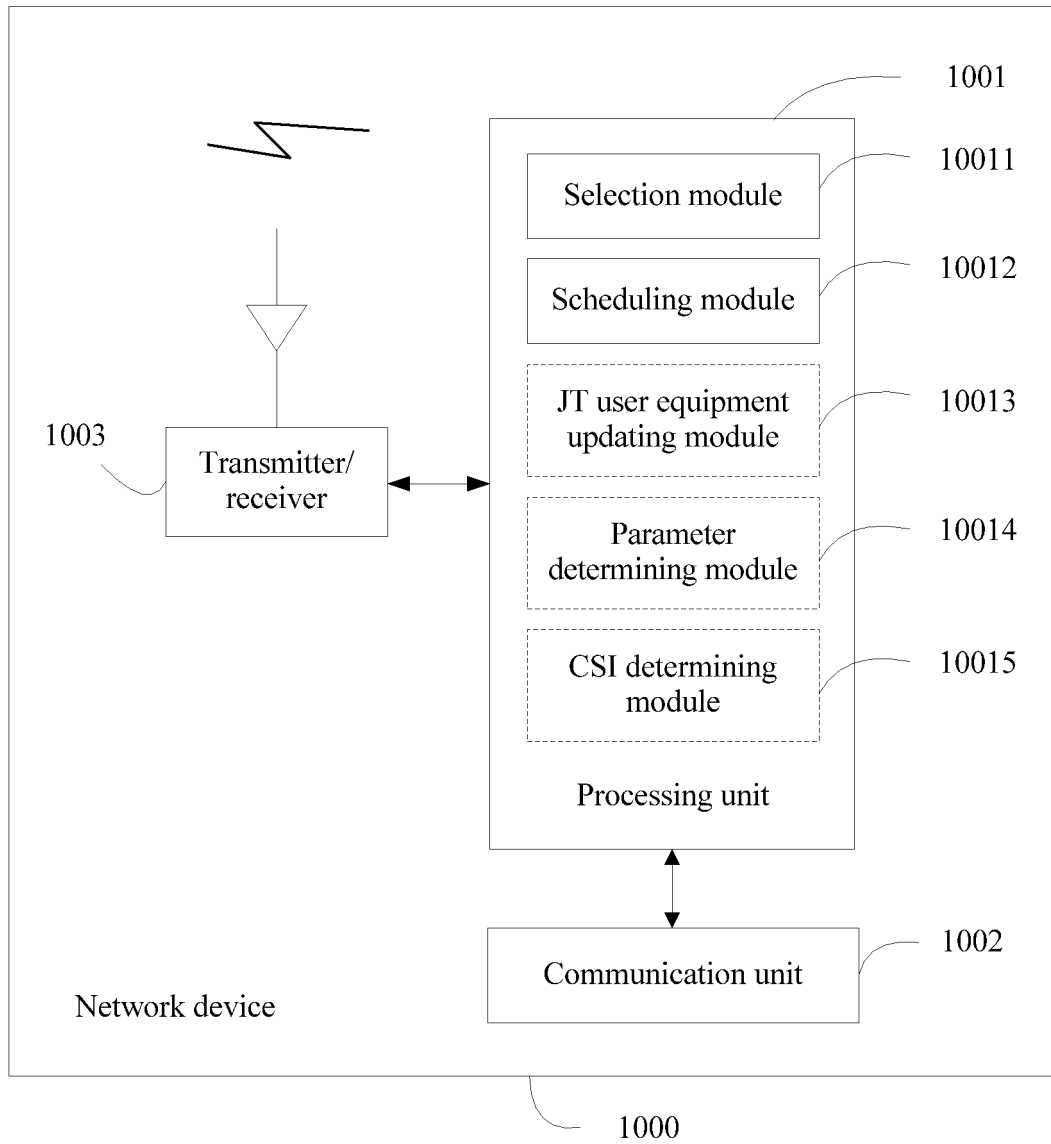 1001
10011
Selection module
10012
Scheduling module
10013
JT user equipment
updating module
1003
Transmitter/
receiver
10014
Parameter
determining module
10015
CSI determining
module
Processing unit
1002
Communication unit
Network device
1000